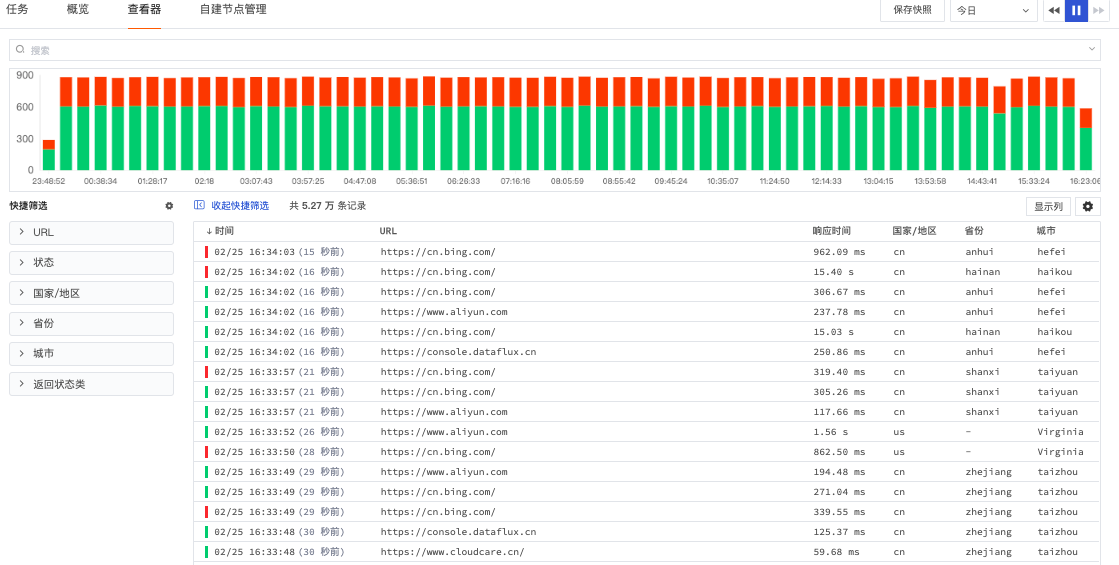 任务 概览 查看器 自建节点管理 保存快照 今日
搜索
900
600
300
0
23:48:52 00:38:34 01:28:17 02:18 03:07:43 03:57:25 04:47:08 05:36:51 06:26:33 07:16:16 08:05:59 08:55:42 09:45:24 10:35:07 11:24:50 12:14:33 13:04:15 13:53:58 14:43:41 15:33:24 16:23:06
快捷筛选 收起快捷筛选 共 5.27 万 条记录 显示列
URL
状态
国家/地区
省份
城市
返回状态类
↓时间 URL 响应时间 国家/地区 省份 城市
02/25 16:34:03 (15 秒前) https://cn.bing.com/ 962.09 ms cn anhui hefei
02/25 16:34:02 (16 秒前) https://cn.bing.com/ 15.40 s cn hainan haikou
02/25 16:34:02 (16 秒前) https://cn.bing.com/ 306.67 ms cn anhui hefei
02/25 16:34:02 (16 秒前) https://www.aliyun.com 237.78 ms cn anhui hefei
02/25 16:34:02 (16 秒前) https://cn.bing.com/ 15.03 s cn hainan haikou
02/25 16:34:02 (16 秒前) https://console.dataflux.cn 250.86 ms cn anhui hefei
02/25 16:33:57 (21 秒前) https://cn.bing.com/ 319.40 ms cn shanxi taiyuan
02/25 16:33:57 (21 秒前) https://cn.bing.com/ 305.26 ms cn shanxi taiyuan
02/25 16:33:57 (21 秒前) https://www.aliyun.com 117.66 ms cn shanxi taiyuan
02/25 16:33:52 (26 秒前) https://www.aliyun.com 1.56 s us – Virginia
02/25 16:33:50 (28 秒前) https://cn.bing.com/ 862.50 ms us – Virginia
02/25 16:33:49 (29 秒前) https://www.aliyun.com 194.48 ms cn zhejiang taizhou
02/25 16:33:49 (29 秒前) https://cn.bing.com/ 271.04 ms cn zhejiang taizhou
02/25 16:33:49 (29 秒前) https://cn.bing.com/ 339.55 ms cn zhejiang taizhou
02/25 16:33:48 (30 秒前) https://console.dataflux.cn 125.37 ms cn zhejiang taizhou
02/25 16:33:48 (30 秒前) https://www.cloudcare.cn/ 59.68 ms cn zhejiang taizhou